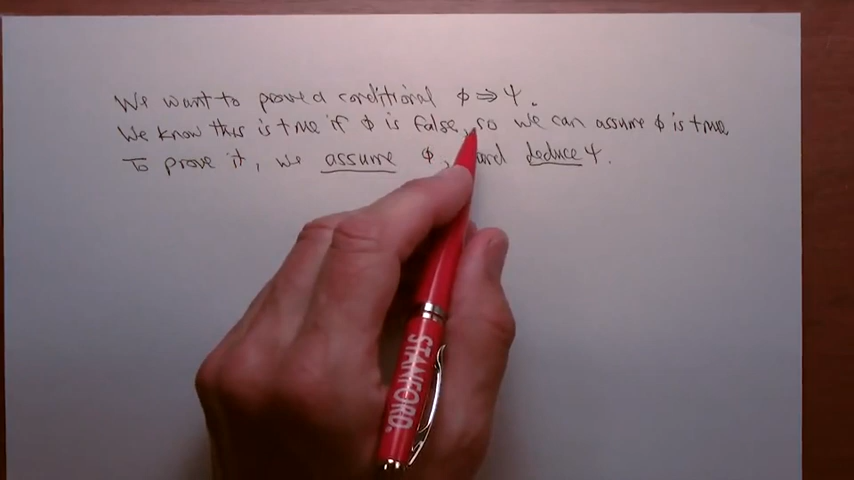 We want to prove a conditional ϕ ⇒ Ψ.
We know this is true if ϕ is false, so we can assume ϕ is true.
To prove it, we assume ϕ, and deduce Ψ.
STANFORD.